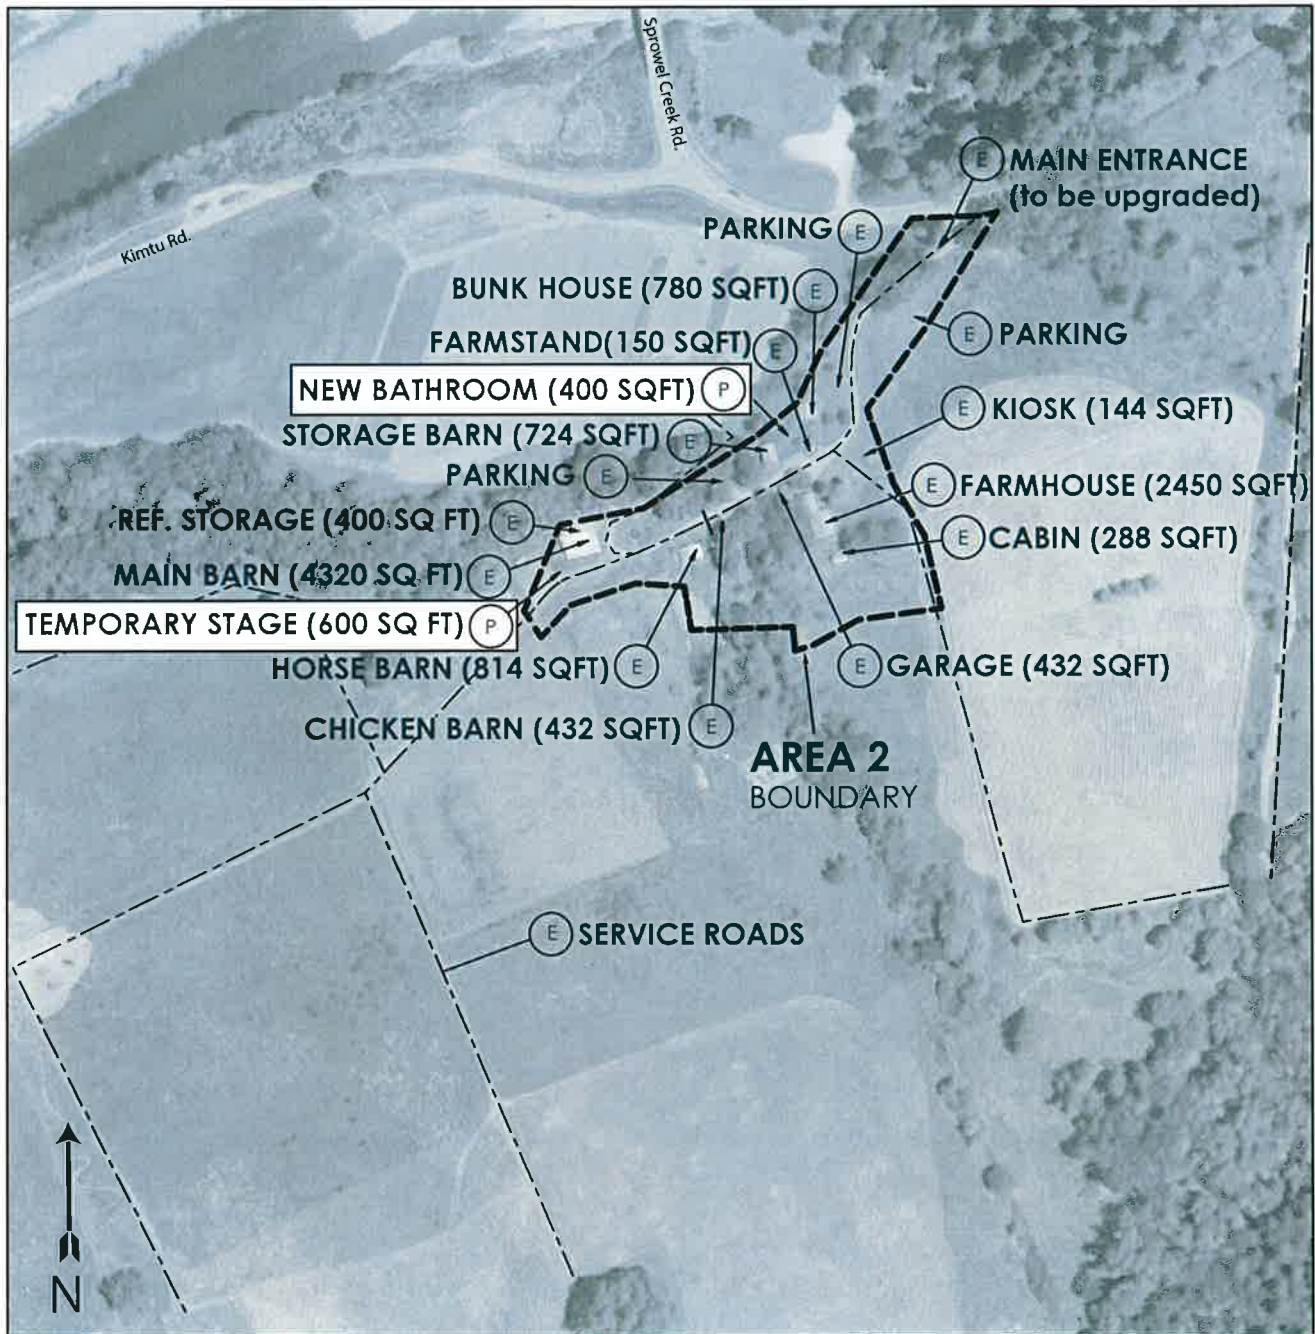 Sprowel Creek Rd.
Kimtu Rd.
E MAIN ENTRANCE
(to be upgraded)
PARKING E
BUNK HOUSE (780 SQFT) E
E PARKING
FARMSTAND(150 SQFT) E
NEW BATHROOM (400 SQFT) P
E KIOSK (144 SQFT)
STORAGE BARN (724 SQFT) E
PARKING E
E FARMHOUSE (2450 SQFT)
REF. STORAGE (400 SQ FT) E
E CABIN (288 SQFT)
MAIN BARN (4320 SQ FT) E
TEMPORARY STAGE (600 SQ FT) P
HORSE BARN (814 SQFT) E
E GARAGE (432 SQFT)
CHICKEN BARN (432 SQFT) E
AREA 2
BOUNDARY
E SERVICE ROADS
N